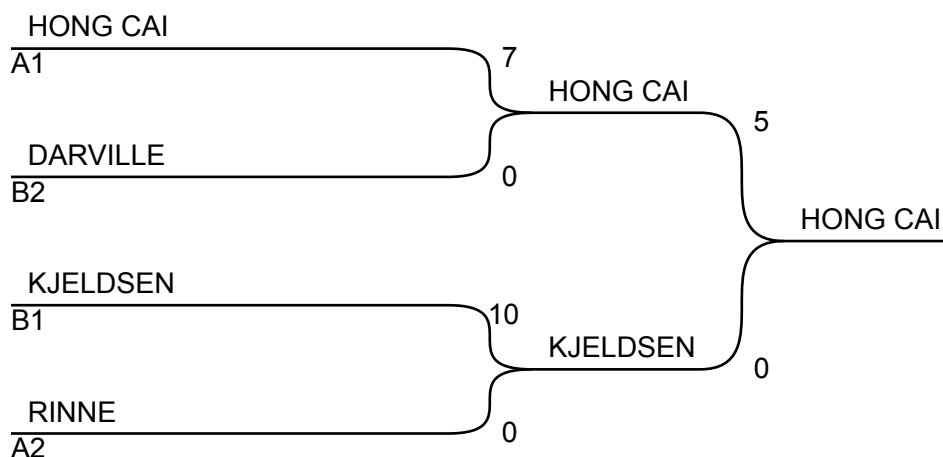 HONG CAI
A1
7
HONG CAI
5
DARVILLE
B2
0
HONG CAI
KJELDSEN
B1
10
KJELDSEN
0
RINNE
A2
0